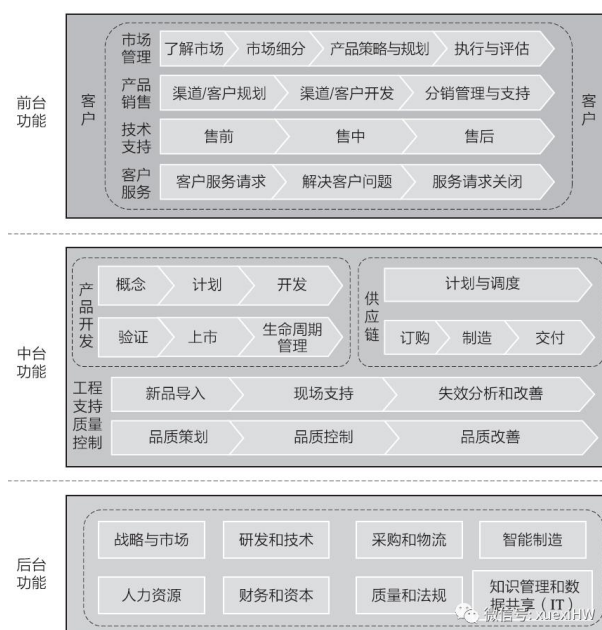 前台
功能
客户
市场
管理
了解市场
市场细分
产品策略与规划
执行与评估
产品
销售
渠道/客户规划
渠道/客户开发
分销管理与支持
技术
支持
售前
售中
售后
客户
服务
客户服务请求
解决客户问题
服务请求关闭
客户
中台
功能
产品开发
概念
计划
开发
验证
上市
生命周期
管理
供应链
计划与调度
订购
制造
交付
工程
支持
新品导入
现场支持
失效分析和改善
质量
控制
品质策划
品质控制
品质改善
后台
功能
战略与市场
研发和技术
采购和物流
智能制造
人力资源
财务和资本
质量和法规
知识管理和数
据共享（IT）
微信号: xuexiHW